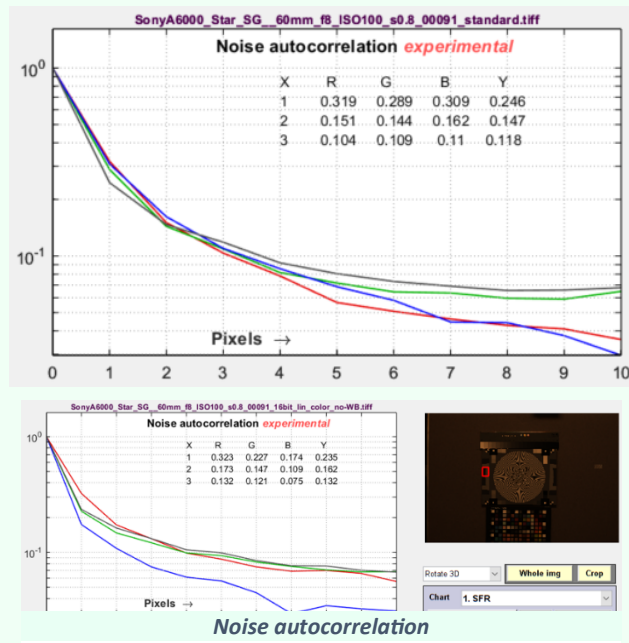 SonyA6000_Star_SG__60mm_f8_ISO100_s0.8_00091_standard.tiff
Noise autocorrelation experimental
X R G B Y
1 0.319 0.289 0.309 0.246
2 0.151 0.144 0.162 0.147
3 0.104 0.109 0.11 0.118
10⁰
10⁻¹
Pixels →
0 1 2 3 4 5 6 7 8 9 10
SonyA6000_Star_SG__60mm_f8_ISO100_s0.8_00091_16bit_lin_color_no-WB.tiff
Noise autocorrelation experimental
X R G B Y
1 0.323 0.227 0.174 0.235
2 0.173 0.147 0.109 0.162
3 0.132 0.121 0.075 0.132
10⁰
10⁻¹
Pixels →
Rotate 3D Whole img Crop
Chart 1. SFR
Noise autocorrelation